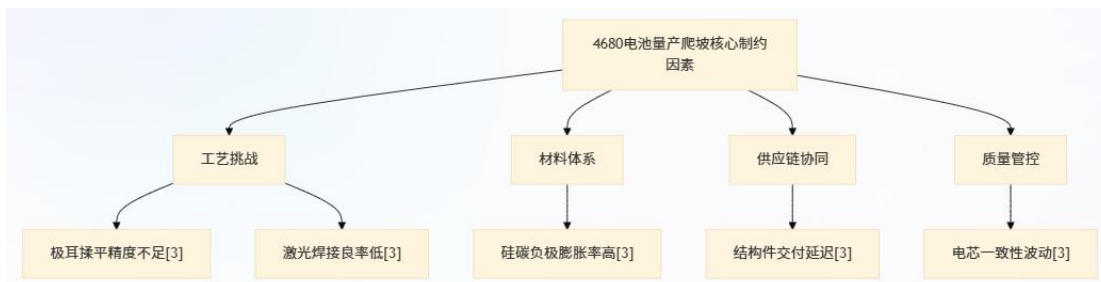 4680电池量产爬坡核心制约
因素
工艺挑战
材料体系
供应链协同
质量管控
极耳揉平精度不足[3]
激光焊接良率低[3]
硅碳负极膨胀率高[3]
结构件交付延迟[3]
电芯一致性波动[3]